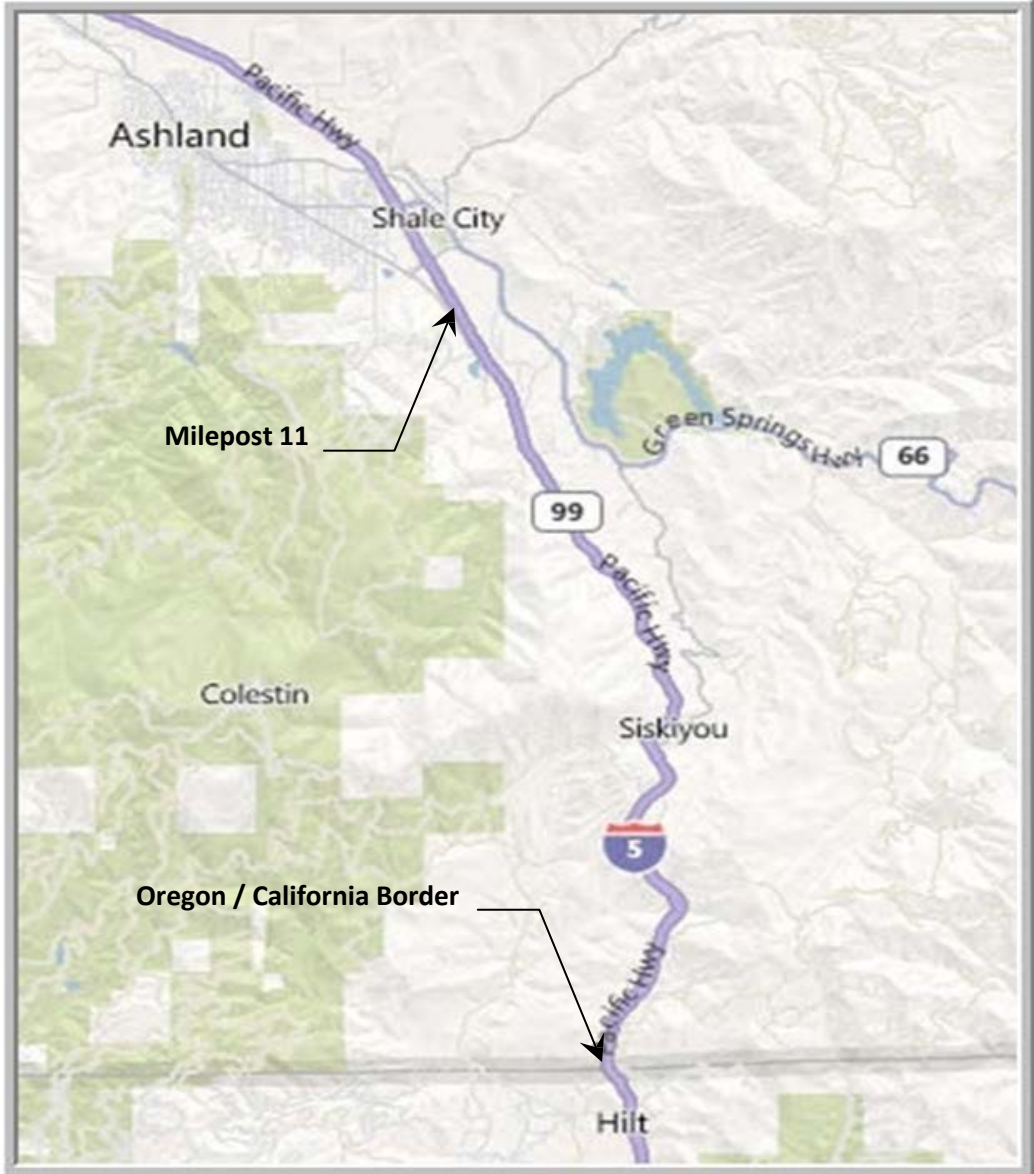 Pacific Hwy
Ashland
Shale City
Milepost 11
Green Springs Hwy
66
99
Pacific Hwy
Colestin
Siskiyou
5
Oregon / California Border
Pacific Hwy
Hilt